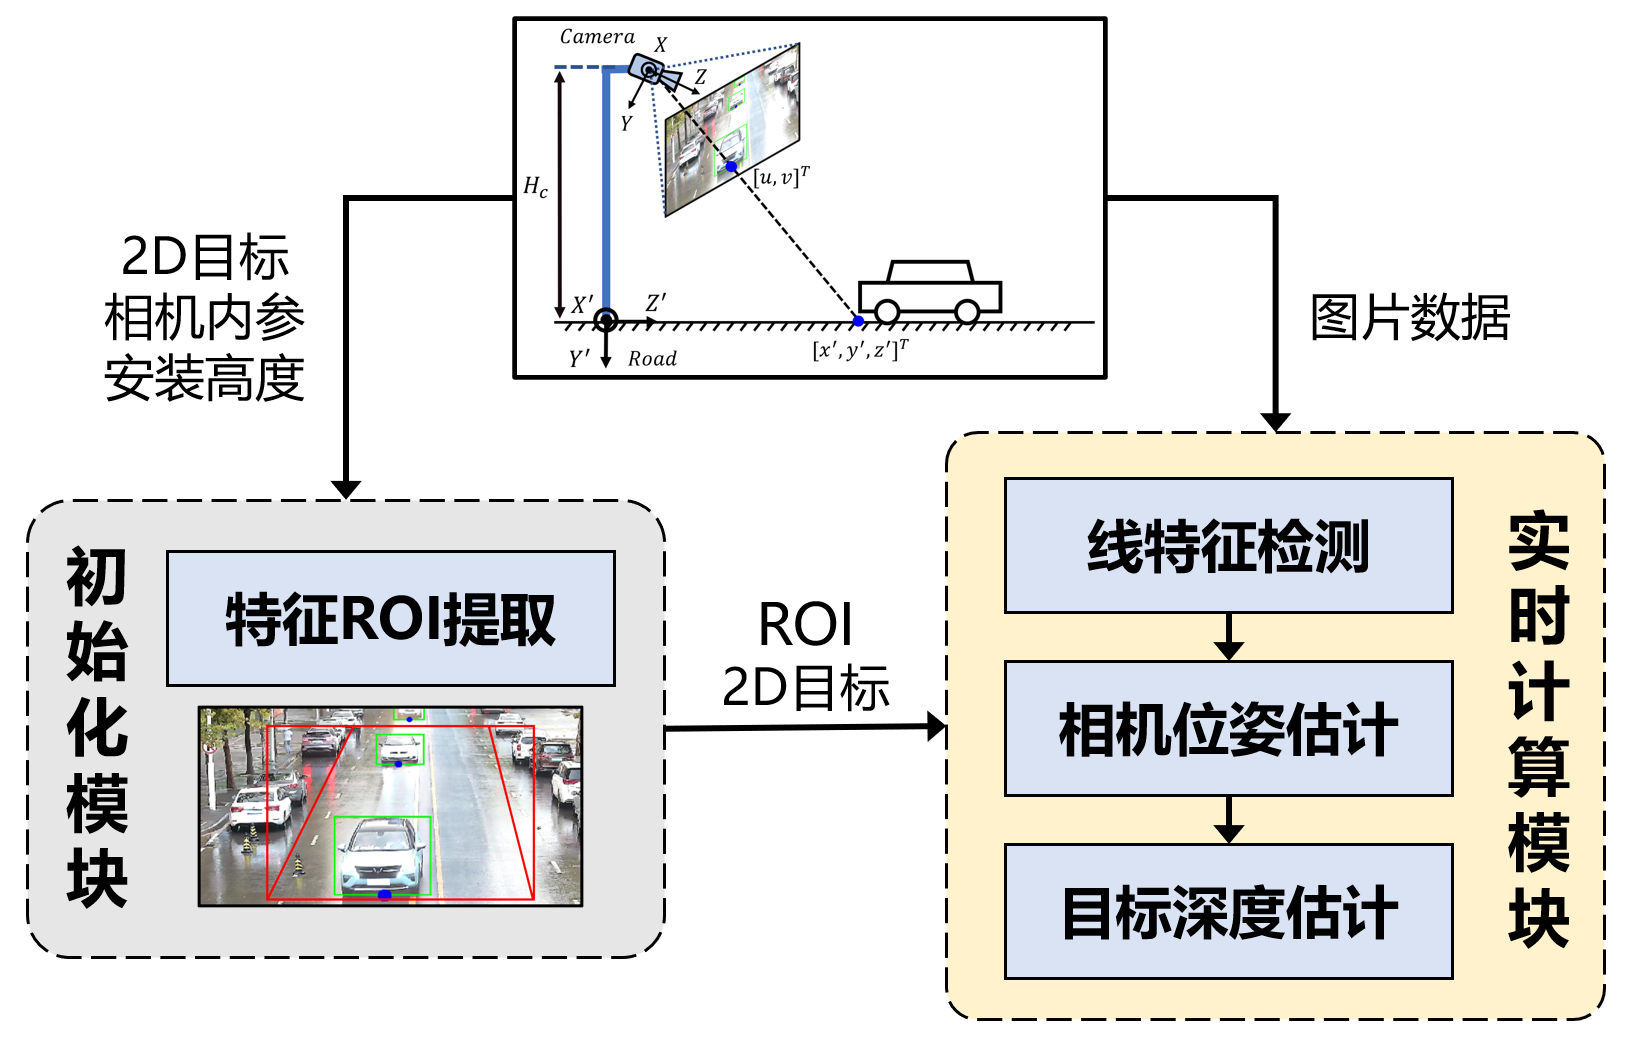 Camera
X
Z
Y
[u, v]ᵀ
H꜀
X′
Z′
Y′
Road
[x′, y′, z′]ᵀ
2D目标
相机内参
安装高度
图片数据
初始化模块
特征ROI提取
ROI
2D目标
线特征检测
相机位姿估计
目标深度估计
实时计算模块